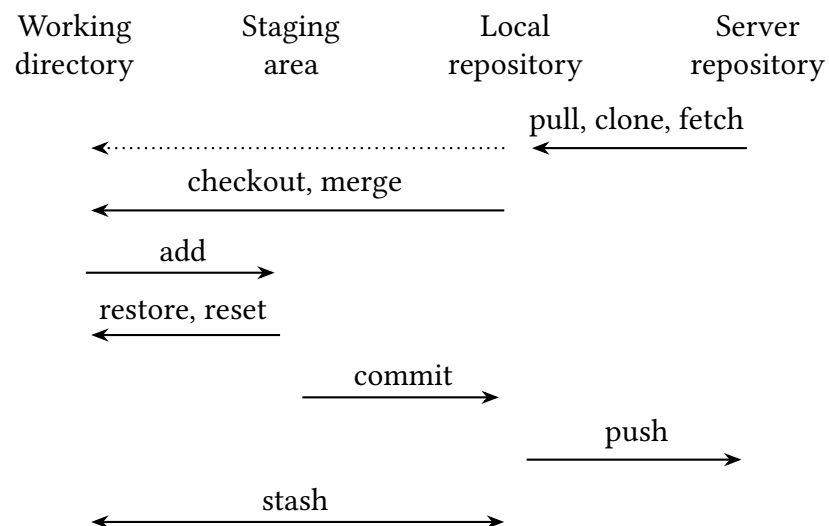 Working directory
Staging area
Local repository
Server repository
pull, clone, fetch
checkout, merge
add
restore, reset
commit
push
stash